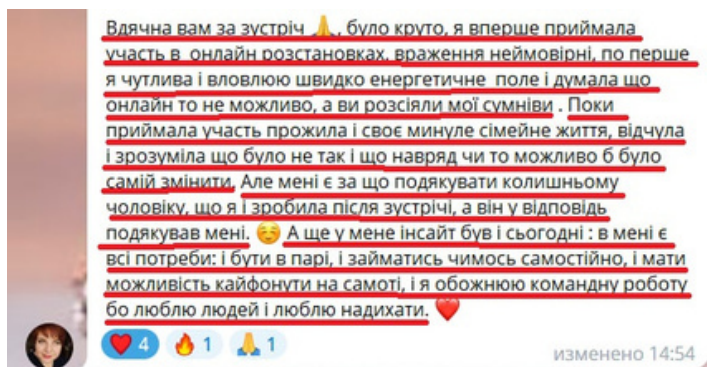 Вдячна вам за зустріч 🙏, було круто, я вперше приймала
участь в онлайн розстановках, враження неймовірні, по перше
я чутлива і вловлюю швидко енергетичне поле і думала що
онлайн то не можливо, а ви розсіяли мої сумніви . Поки
приймала участь прожила і своє минуле сімейне життя, відчула
і зрозуміла що було не так і що навряд чи то можливо б було
самій змінити. Але мені є за що подякувати колишньому
чоловіку, що я і зробила після зустрічі, а він у відповідь
подякував мені. ☺️ А ще у мене інсайт був і сьогодні : в мені є
всі потреби: і бути в парі, і займатись чимось самостійно, і мати
можливість кайфонути на самоті, і я обожнюю командну роботу
бо люблю людей і люблю надихати. ❤️
❤️ 4 🔥 1 🙏 1
изменено 14:54